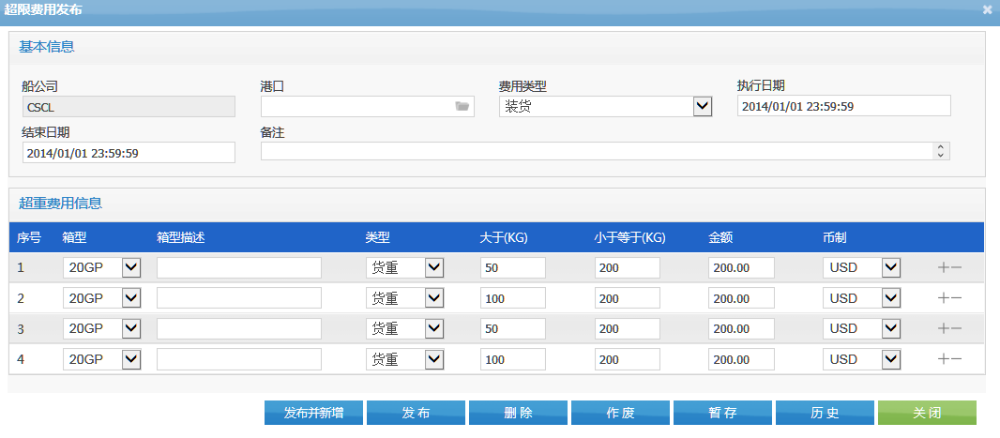 超限费用发布
基本信息
船公司 港口 费用类型 执行日期
CSCL 装货 2014/01/01 23:59:59
结束日期 备注
2014/01/01 23:59:59
超重费用信息
序号 箱型 箱型描述 类型 大于(KG) 小于等于(KG) 金额 币制
1 20GP 货重 50 200 200.00 USD
2 20GP 货重 100 200 200.00 USD
3 20GP 货重 50 200 200.00 USD
4 20GP 货重 100 200 200.00 USD
发布并新增 发布 删除 作废 暂存 历史 关闭